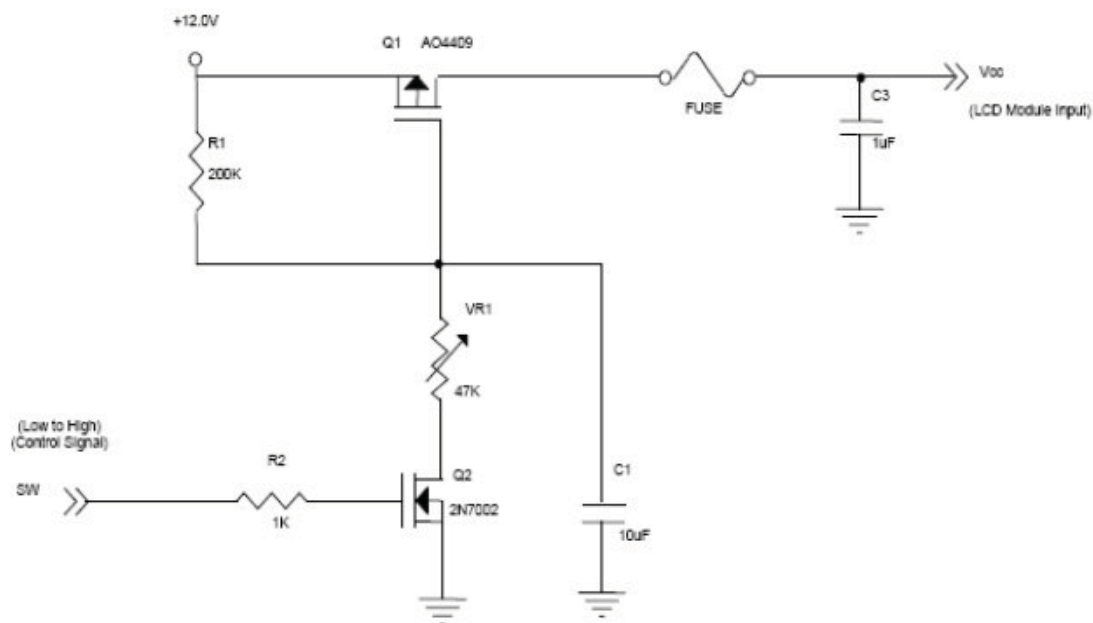 +12.0V
Q1 AO4409
FUSE
C3
1uF
Vcc
(LCD Module Input)
R1
200K
VR1
47K
(Low to High)
(Control Signal)
SW
R2
1K
Q2
2N7002
C1
10uF